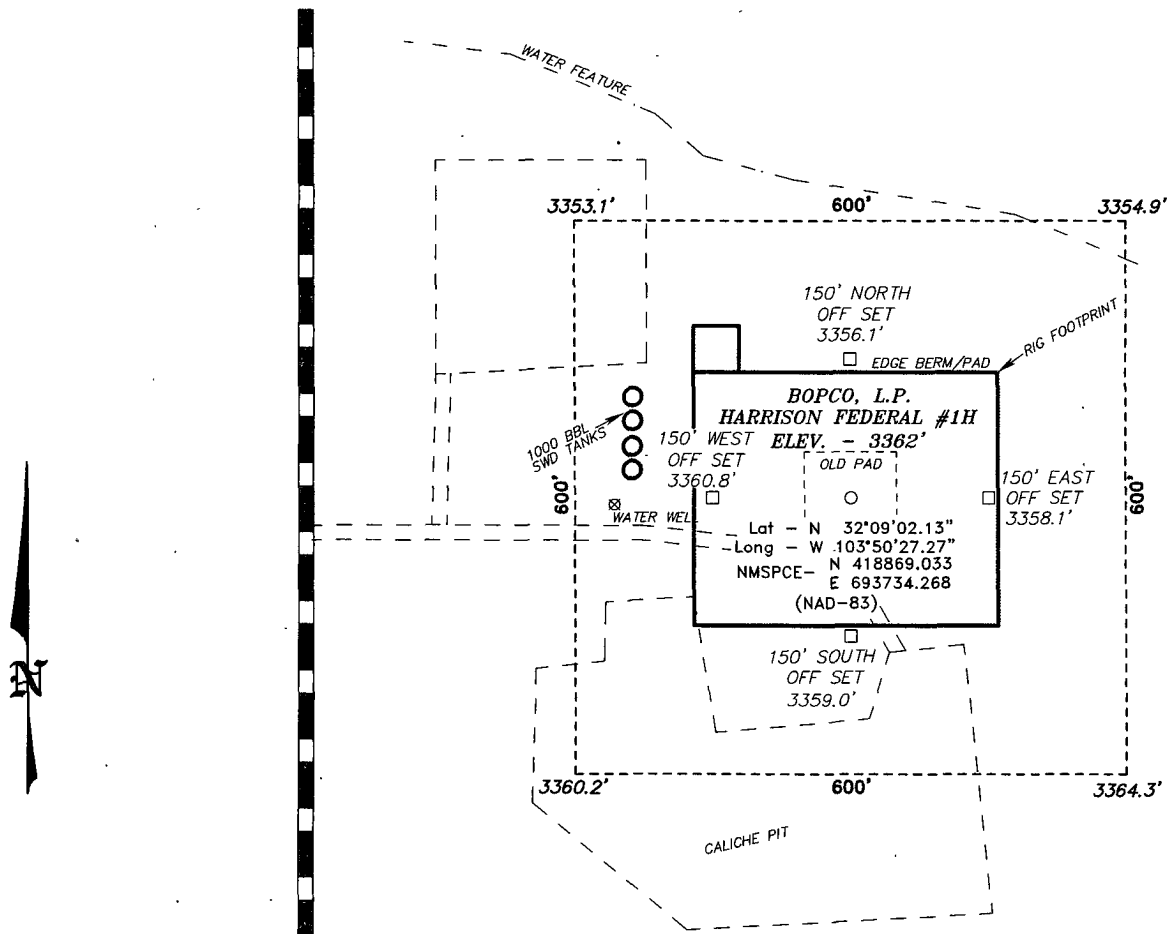 WATER FEATURE
3353.1'
600'
3354.9'
150' NORTH
OFF SET
3356.1'
RIG FOOTPRINT
EDGE BERM/PAD
BOPCO, L.P.
HARRISON FEDERAL #1H
ELEV. - 3362'
1000 BBL
SWD TANKS
150' WEST
OFF SET
3360.8'
OLD PAD
150' EAST
OFF SET
3358.1'
600'
600'
WATER WEL
Lat - N 32°09'02.13"
Long - W 103°50'27.27"
NMSPCE- N 418869.033
E 693734.268
(NAD-83)
150' SOUTH
OFF SET
3359.0'
3360.2'
600'
3364.3'
CALICHE PIT